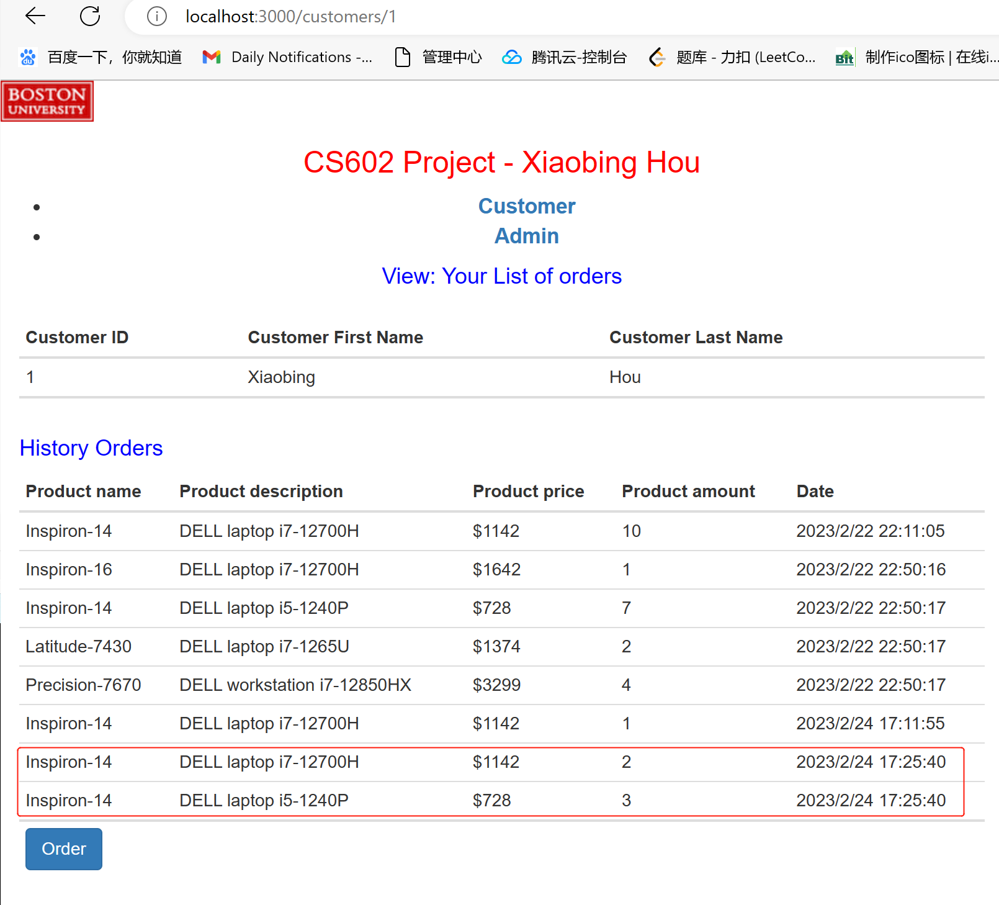 localhost:3000/customers/1
百度一下，你就知道 Daily Notifications -... 管理中心 腾讯云-控制台 题库 - 力扣 (LeetCo... 制作ico图标 | 在线i...
BOSTON
UNIVERSITY
CS602 Project - Xiaobing Hou
Customer
Admin
View: Your List of orders
Customer ID Customer First Name Customer Last Name
1 Xiaobing Hou
History Orders
Product name Product description Product price Product amount Date
Inspiron-14 DELL laptop i7-12700H $1142 10 2023/2/22 22:11:05
Inspiron-16 DELL laptop i7-12700H $1642 1 2023/2/22 22:50:16
Inspiron-14 DELL laptop i5-1240P $728 7 2023/2/22 22:50:17
Latitude-7430 DELL laptop i7-1265U $1374 2 2023/2/22 22:50:17
Precision-7670 DELL workstation i7-12850HX $3299 4 2023/2/22 22:50:17
Inspiron-14 DELL laptop i7-12700H $1142 1 2023/2/24 17:11:55
Inspiron-14 DELL laptop i7-12700H $1142 2 2023/2/24 17:25:40
Inspiron-14 DELL laptop i5-1240P $728 3 2023/2/24 17:25:40
Order